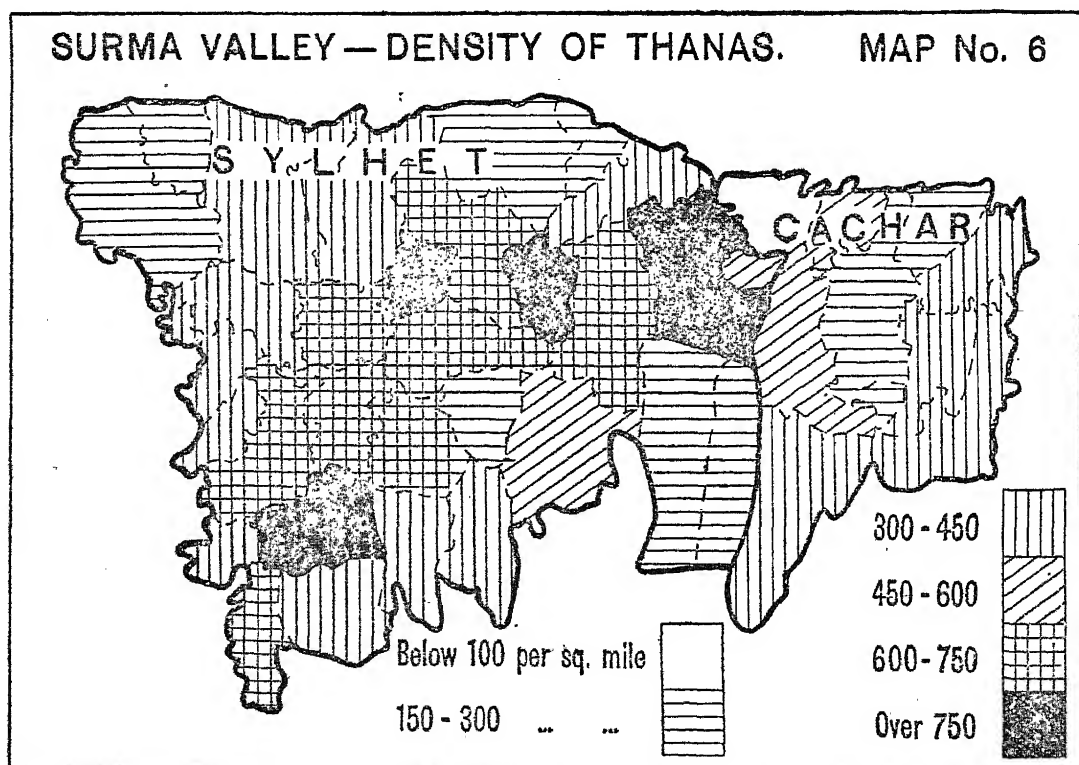 SURMA VALLEY — DENSITY OF THANAS. MAP No. 6
SYLHET
CACHAR
300 - 450
450 - 600
600 - 750
Over 750
Below 100 per sq. mile
150 - 300 „ „